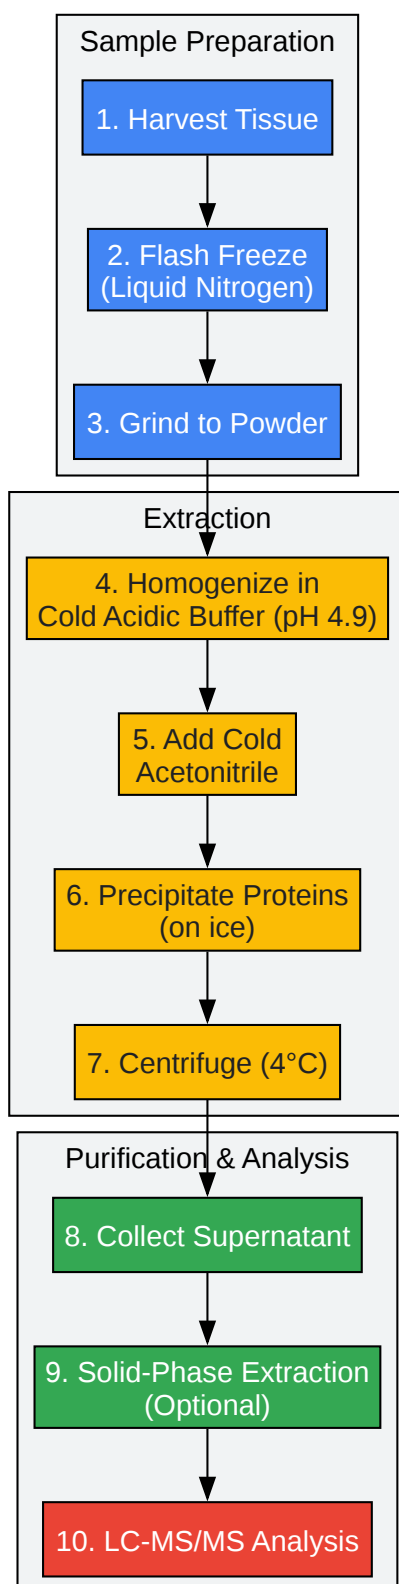 Sample Preparation
1. Harvest Tissue
2. Flash Freeze
(Liquid Nitrogen)
3. Grind to Powder
Extraction
4. Homogenize in
Cold Acidic Buffer (pH 4.9)
5. Add Cold
Acetonitrile
6. Precipitate Proteins
(on ice)
7. Centrifuge (4°C)
Purification & Analysis
8. Collect Supernatant
9. Solid-Phase Extraction
(Optional)
10. LC-MS/MS Analysis